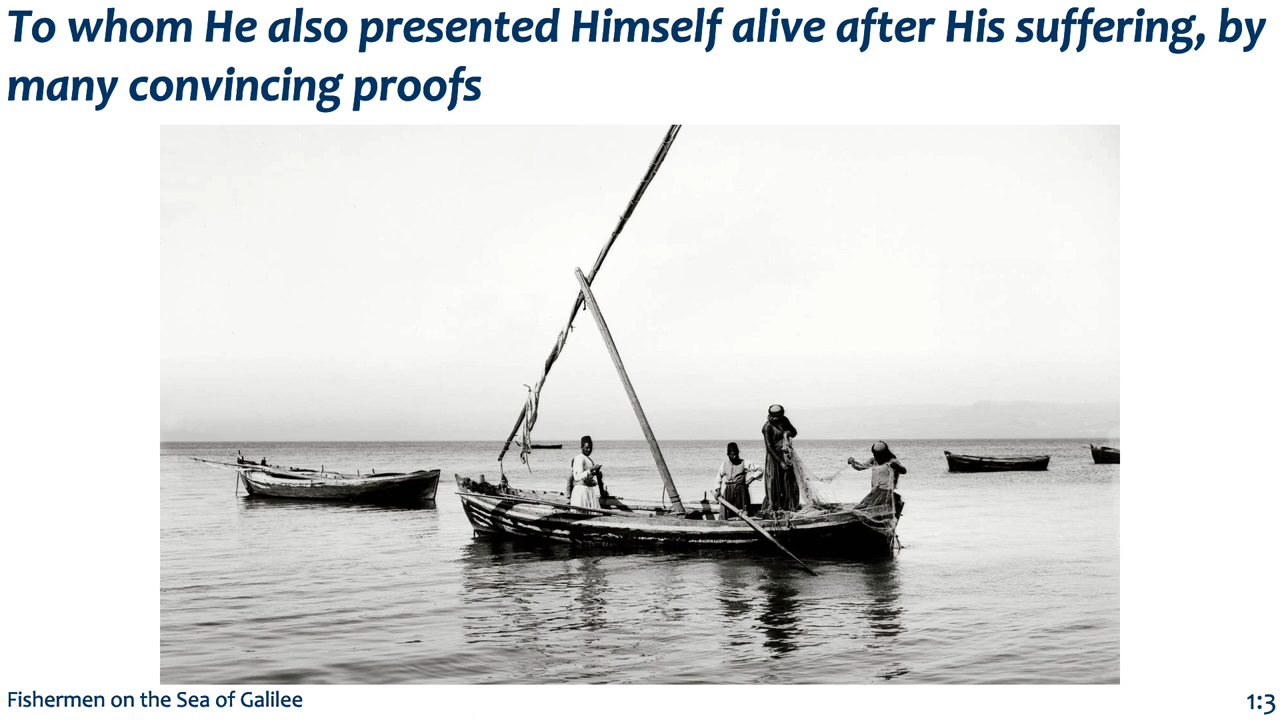 To whom He also presented Himself alive after His suffering, by
many convincing proofs
Fishermen on the Sea of Galilee
1:3